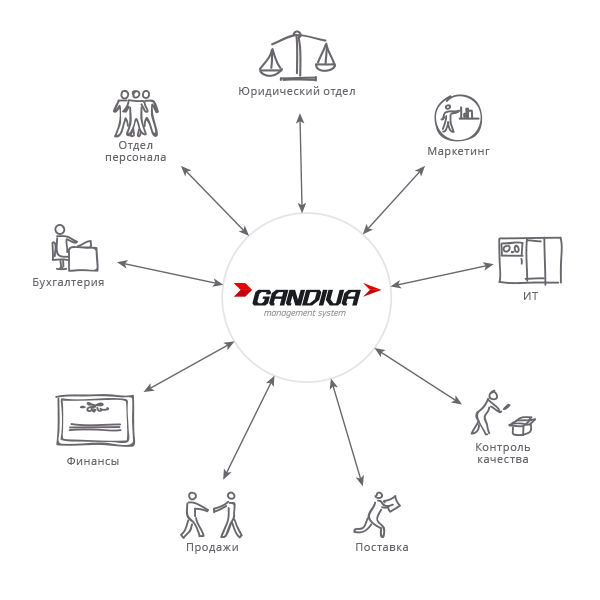 Юридический отдел
Отдел
персонала
Маркетинг
Бухгалтерия
GANDIVA
management system
ИТ
Финансы
Контроль
качества
Продажи
Поставка